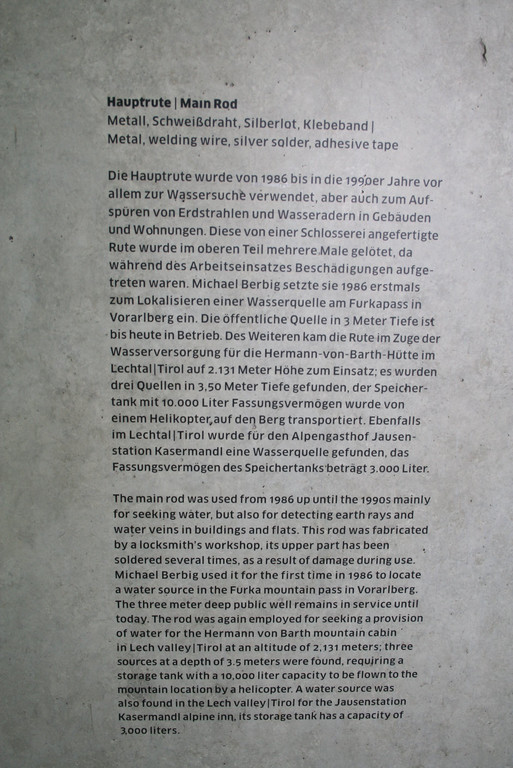 Hauptrute | Main Rod
Metall, Schweißdraht, Silberlot, Klebeband |
Metal, welding wire, silver solder, adhesive tape
Die Hauptrute wurde von 1986 bis in die 1990er Jahre vor
allem zur Wassersuche verwendet, aber auch zum Auf-
spüren von Erdstrahlen und Wasseradern in Gebäuden
und Wohnungen. Diese von einer Schlosserei angefertigte
Rute wurde im oberen Teil mehrere Male gelötet, da
während des Arbeitseinsatzes Beschädigungen aufge-
treten waren. Michael Berbig setzte sie 1986 erstmals
zum Lokalisieren einer Wasserquelle am Furkapass in
Vorarlberg ein. Die öffentliche Quelle in 3 Meter Tiefe ist
bis heute in Betrieb. Des Weiteren kam die Rute im Zuge der
Wasserversorgung für die Hermann-von-Barth-Hütte im
Lechtal|Tirol auf 2.131 Meter Höhe zum Einsatz; es wurden
drei Quellen in 3,50 Meter Tiefe gefunden, der Speicher-
tank mit 10.000 Liter Fassungsvermögen wurde von
einem Helikopter auf den Berg transportiert. Ebenfalls
im Lechtal|Tirol wurde für den Alpengasthof Jausen-
station Kasermandl eine Wasserquelle gefunden, das
Fassungsvermögen des Speichertanks beträgt 3.000 Liter.
The main rod was used from 1986 up until the 1990s mainly
for seeking water, but also for detecting earth rays and
water veins in buildings and flats. This rod was fabricated
by a locksmith's workshop, its upper part has been
soldered several times, as a result of damage during use.
Michael Berbig used it for the first time in 1986 to locate
a water source in the Furka mountain pass in Vorarlberg.
The three meter deep public well remains in service until
today. The rod was again employed for seeking a provision
of water for the Hermann von Barth mountain cabin
in Lech valley|Tirol at an altitude of 2,131 meters; three
sources at a depth of 3.5 meters were found, requiring a
storage tank with a 10,000 liter capacity to be flown to the
mountain location by a helicopter. A water source was
also found in the Lech valley|Tirol for the Jausenstation
Kasermandl alpine inn, its storage tank has a capacity of
3,000 liters.